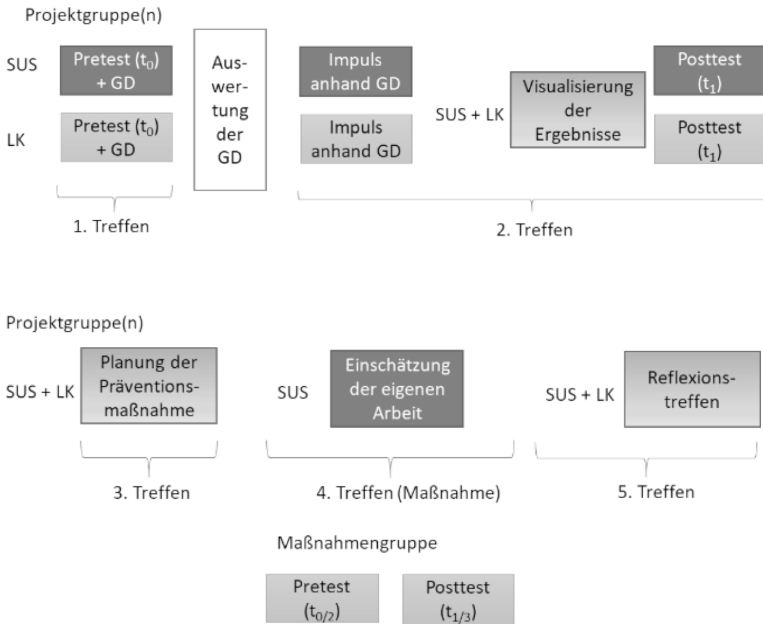 Projektgruppe(n)
SUS
Pretest (t₀)
+ GD
LK
Pretest (t₀)
+ GD
Aus-
wer-
tung
der
GD
Impuls
anhand GD
Impuls
anhand GD
SUS + LK
Visualisierung
der
Ergebnisse
Posttest
(t₁)
Posttest
(t₁)
1. Treffen
2. Treffen
Projektgruppe(n)
SUS + LK
Planung der
Präventions-
maßnahme
SUS
Einschätzung
der eigenen
Arbeit
SUS + LK
Reflexions-
treffen
3. Treffen
4. Treffen (Maßnahme)
5. Treffen
Maßnahmengruppe
Pretest
(t₀/₂)
Posttest
(t₁/₃)